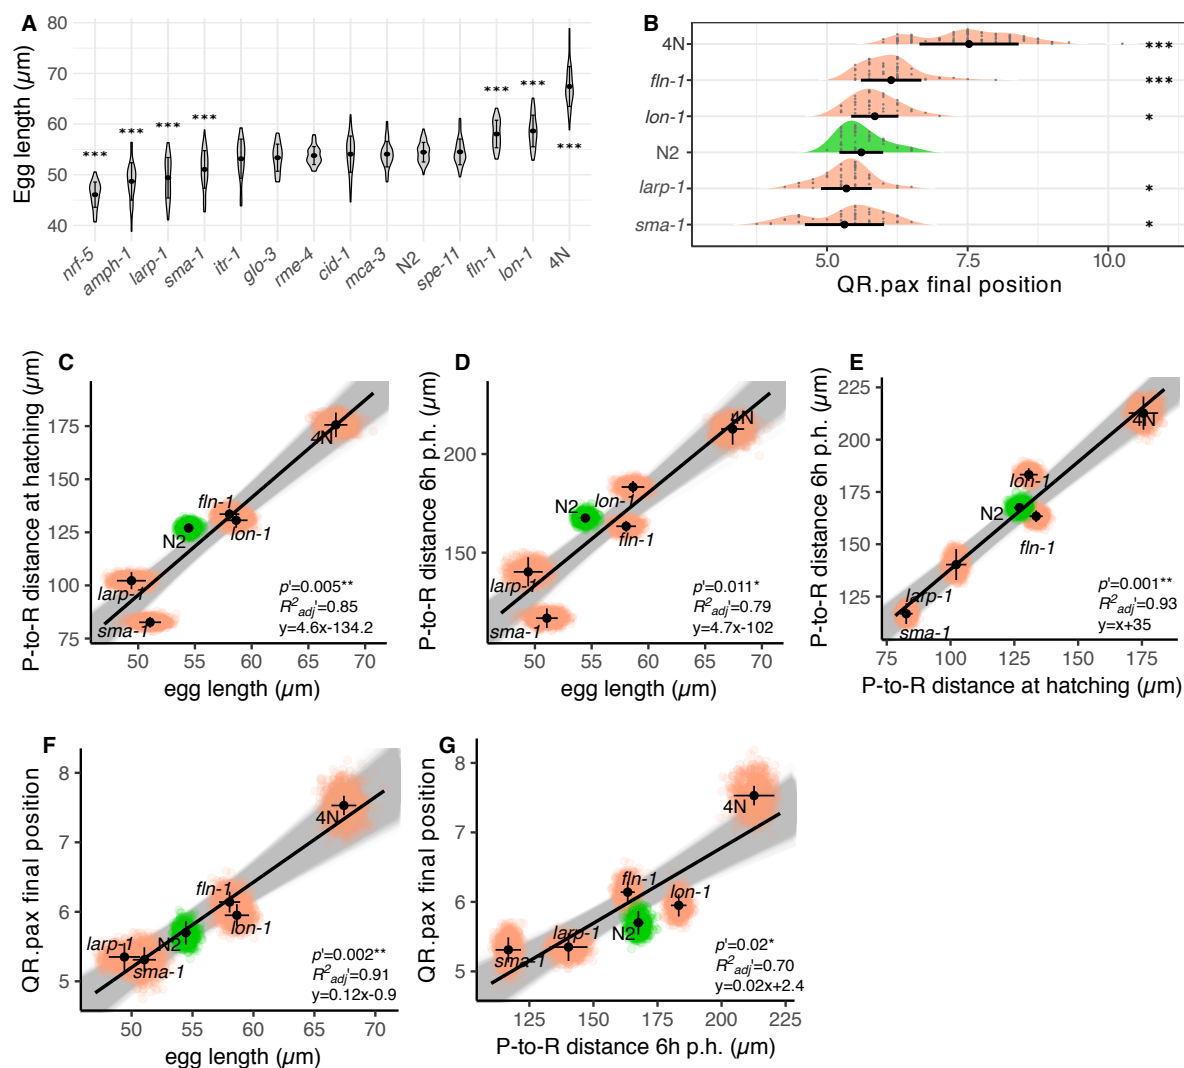 A
Egg length (µm)
80
70
60
50
40
***
***
***
***
***
***
***
nrf-5
amph-1
larp-1
sma-1
itr-1
glo-3
rme-4
cid-1
mca-3
N2
spe-11
fln-1
lon-1
4N
B
4N
***
fln-1
***
lon-1
*
N2
larp-1
*
sma-1
*
5.0
7.5
10.0
QR.pax final position
C
P-to-R distance at hatching (µm)
175
150
125
100
75
4N
fln-1
lon-1
N2
larp-1
sma-1
p'=0.005**
R²adj'=0.85
y=4.6x-134.2
50
55
60
65
70
egg length (µm)
D
P-to-R distance 6h p.h. (µm)
200
150
4N
lon-1
N2
fln-1
larp-1
sma-1
p'=0.011*
R²adj'=0.79
y=4.7x-102
50
55
60
65
70
egg length (µm)
E
P-to-R distance 6h p.h. (µm)
225
200
175
150
125
4N
lon-1
N2
fln-1
larp-1
sma-1
p'=0.001**
R²adj'=0.93
y=x+35
75
100
125
150
175
P-to-R distance at hatching (µm)
F
QR.pax final position
8
7
6
5
4N
fln-1
lon-1
N2
larp-1
sma-1
p'=0.002**
R²adj'=0.91
y=0.12x-0.9
50
55
60
65
70
egg length (µm)
G
QR.pax final position
8
7
6
5
4N
fln-1
lon-1
N2
larp-1
sma-1
p'=0.02*
R²adj'=0.70
y=0.02x+2.4
125
150
175
200
225
P-to-R distance 6h p.h. (µm)